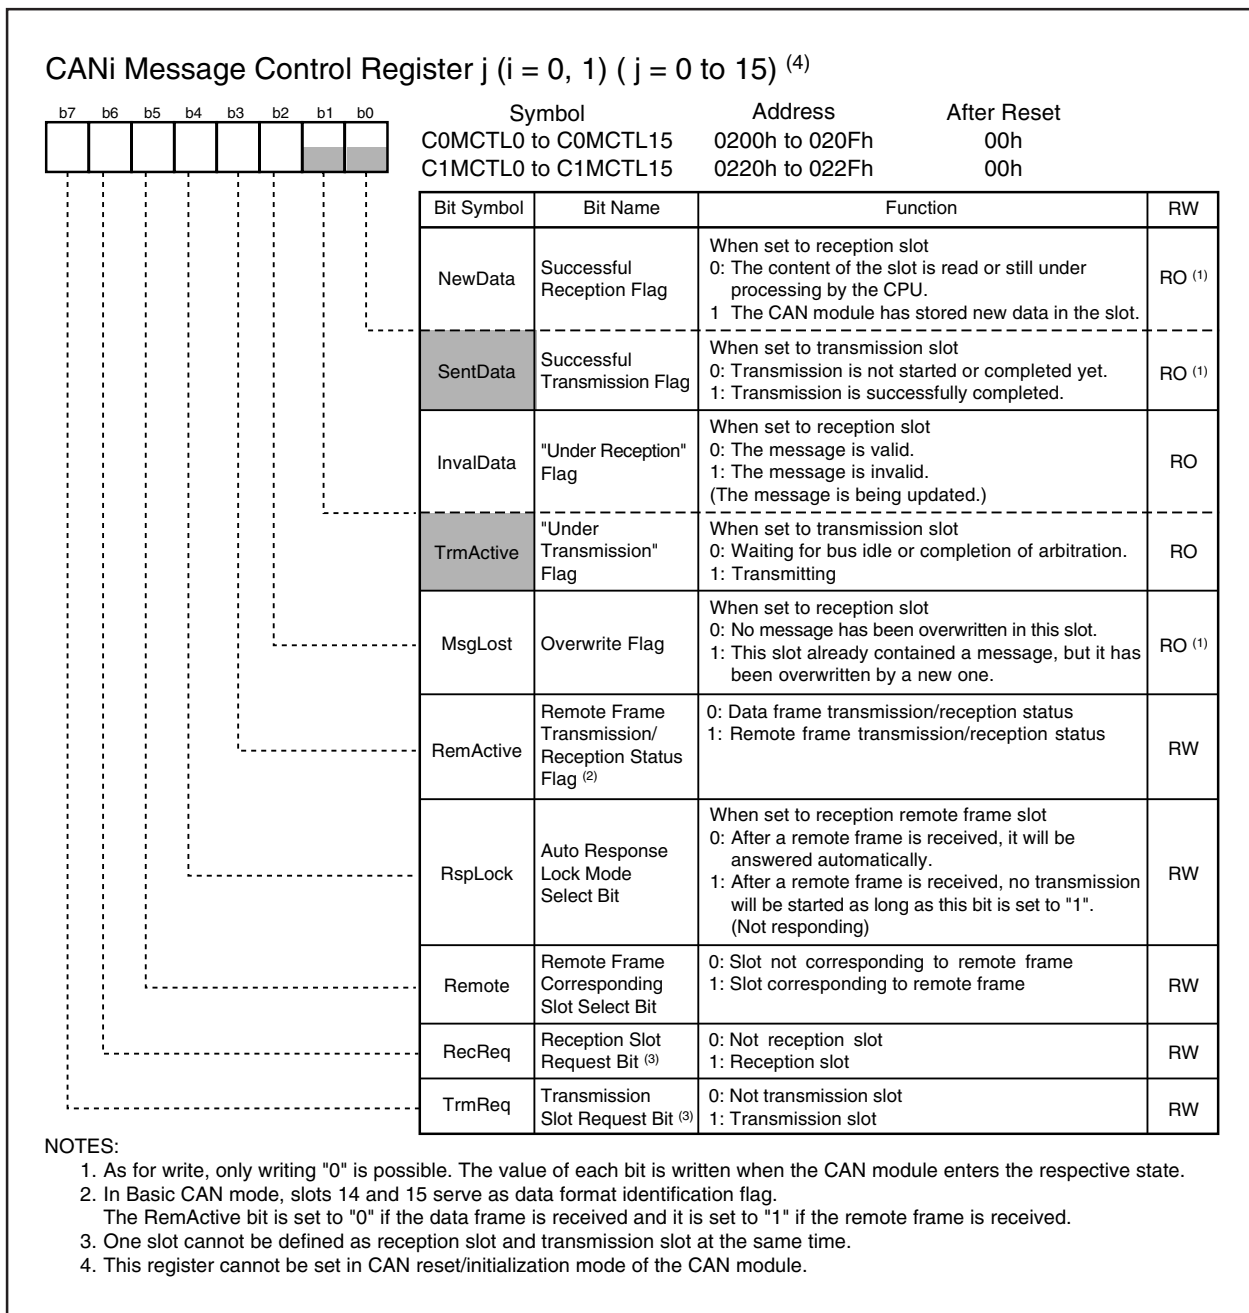 CANi Message Control Register j (i = 0, 1) ( j = 0 to 15) (4)
b7 b6 b5 b4 b3 b2 b1 b0
Symbol Address After Reset
C0MCTL0 to C0MCTL15 0200h to 020Fh 00h
C1MCTL0 to C1MCTL15 0220h to 022Fh 00h
Bit Symbol Bit Name Function RW
NewData
Successful
Reception Flag
When set to reception slot
0: The content of the slot is read or still under
processing by the CPU.
1 The CAN module has stored new data in the slot.
RO (1)
SentData
Successful
Transmission Flag
When set to transmission slot
0: Transmission is not started or completed yet.
1: Transmission is successfully completed.
RO (1)
InvalData
"Under Reception"
Flag
When set to reception slot
0: The message is valid.
1: The message is invalid.
(The message is being updated.)
RO
TrmActive
"Under
Transmission"
Flag
When set to transmission slot
0: Waiting for bus idle or completion of arbitration.
1: Transmitting
RO
MsgLost
Overwrite Flag
When set to reception slot
0: No message has been overwritten in this slot.
1: This slot already contained a message, but it has
been overwritten by a new one.
RO (1)
RemActive
Remote Frame
Transmission/
Reception Status
Flag (2)
0: Data frame transmission/reception status
1: Remote frame transmission/reception status
RW
RspLock
Auto Response
Lock Mode
Select Bit
When set to reception remote frame slot
0: After a remote frame is received, it will be
answered automatically.
1: After a remote frame is received, no transmission
will be started as long as this bit is set to "1".
(Not responding)
RW
Remote
Remote Frame
Corresponding
Slot Select Bit
0: Slot not corresponding to remote frame
1: Slot corresponding to remote frame
RW
RecReq
Reception Slot
Request Bit (3)
0: Not reception slot
1: Reception slot
RW
TrmReq
Transmission
Slot Request Bit (3)
0: Not transmission slot
1: Transmission slot
RW
NOTES:
1. As for write, only writing "0" is possible. The value of each bit is written when the CAN module enters the respective state.
2. In Basic CAN mode, slots 14 and 15 serve as data format identification flag.
The RemActive bit is set to "0" if the data frame is received and it is set to "1" if the remote frame is received.
3. One slot cannot be defined as reception slot and transmission slot at the same time.
4. This register cannot be set in CAN reset/initialization mode of the CAN module.